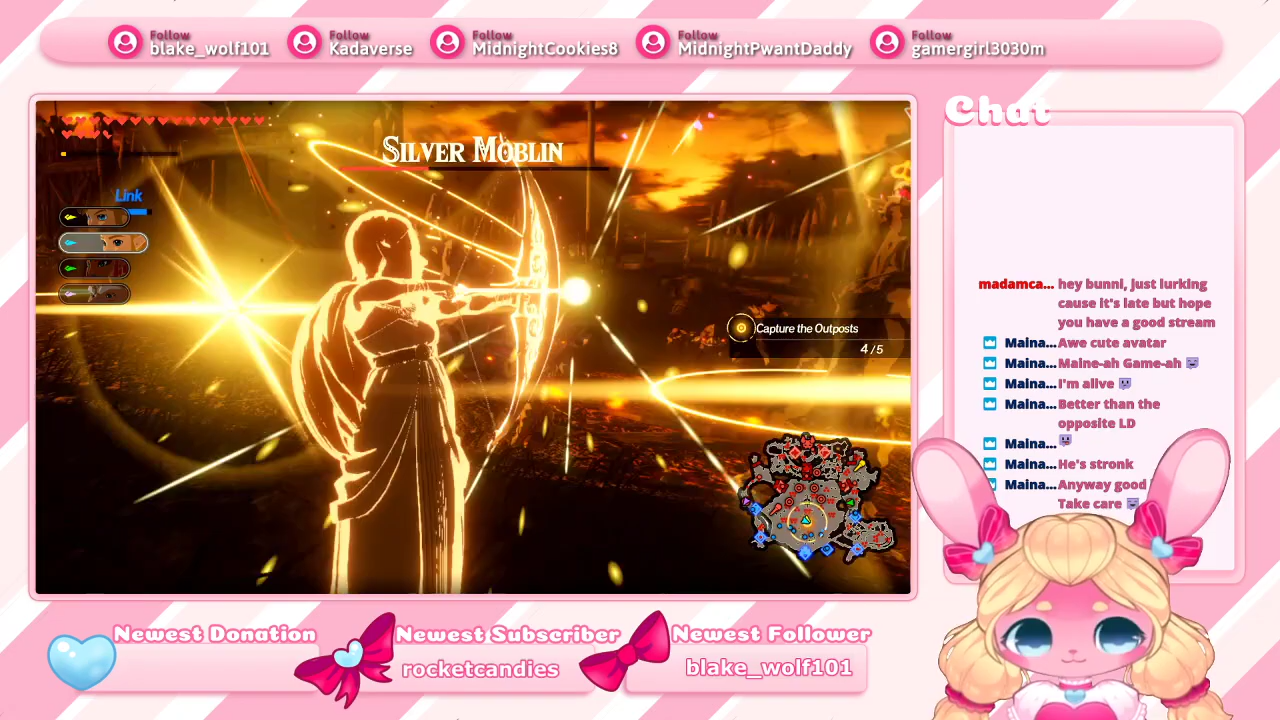 Follow
blake_wolf101
Follow
Kadaverse
Follow
MidnightCookies8
Follow
MidnightPwantDaddy
Follow
gamergirl3030m
Chat
SILVER MOBLIN
Link
Capture the Outposts
4/5
madamca... hey bunni, just lurking
cause it's late but hope
you have a good stream
Maina... Awe cute avatar
Maina... Maine-ah Game-ah
Maina... I'm alive
Maina... Better than the
opposite LD
Maina...
Maina... He's stronk
Maina... Anyway good
Take care
Newest Donation
Newest Subscriber
rocketcandies
Newest Follower
blake_wolf101